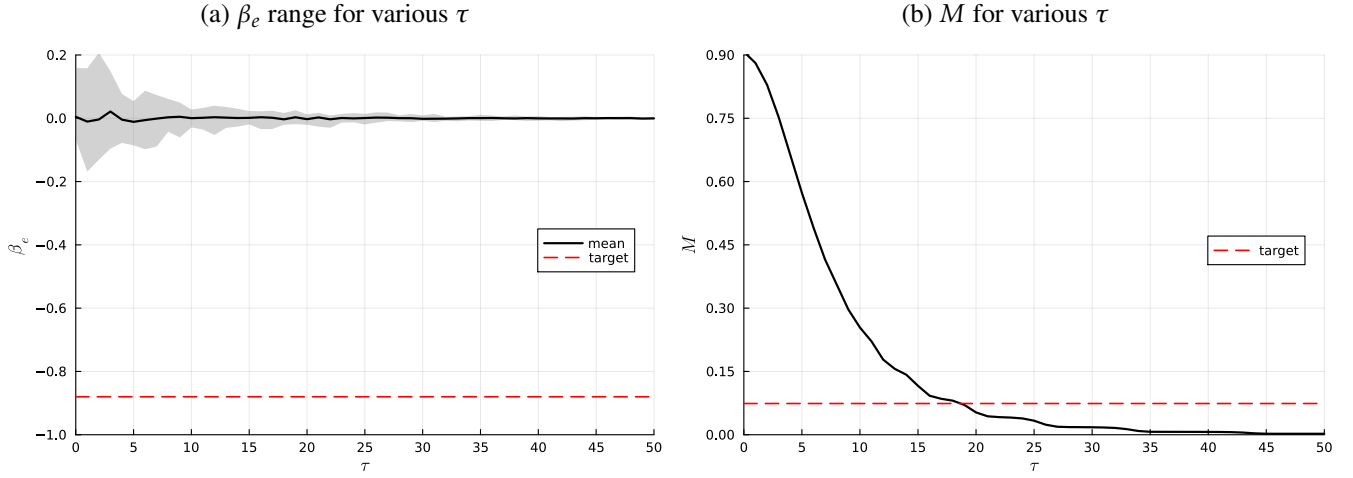 (a) βₑ range for various τ
0.2
0.0
−0.2
−0.4
−0.6
−0.8
−1.0
βₑ
0 5 10 15 20 25 30 35 40 45 50
τ
mean
target
(b) M for various τ
0.90
0.75
0.60
0.45
0.30
0.15
0.00
M
0 5 10 15 20 25 30 35 40 45 50
τ
target